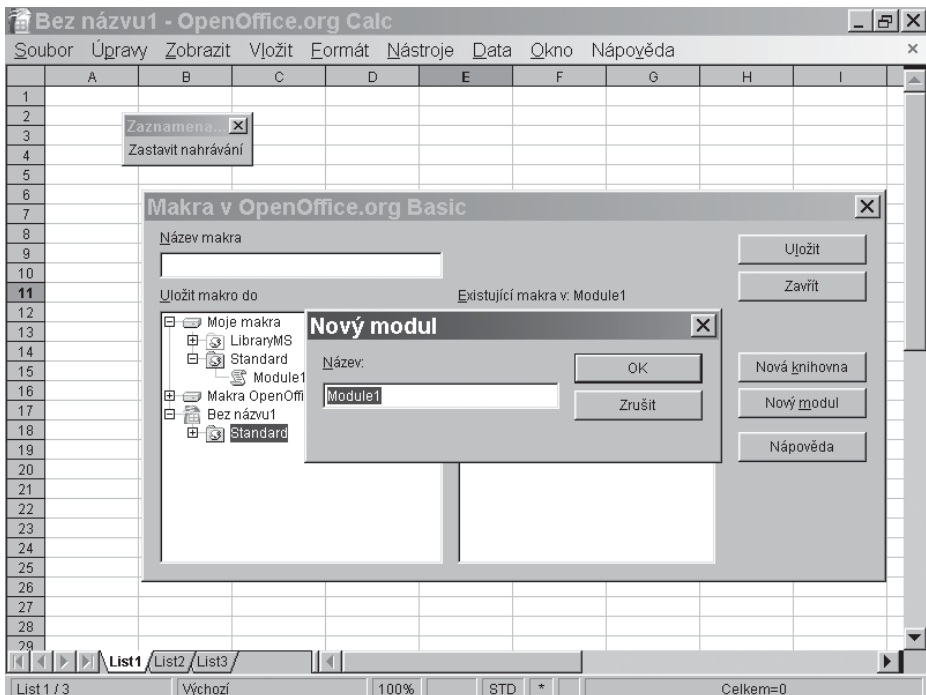 Bez názvu1 - OpenOffice.org Calc
Soubor Úpravy Zobrazit Vložit Formát Nástroje Data Okno Nápověda
A B C D E F G H I
1
2
3
4
5
6
7
8
9
10
11
12
13
14
15
16
17
18
19
20
21
22
23
24
25
26
27
28
29
Zaznamena...
Zastavit nahrávání
Makra v OpenOffice.org Basic
Název makra
Uložit
Zavřít
Uložit makro do
Existující makra v: Module1
Moje makra
LibraryMS
Standard
Module1
Makra OpenOffi
Bez názvu1
Standard
Nový modul
Název:
Module1
OK
Zrušit
Nová knihovna
Nový modul
Nápověda
List1 List2 List3
List 1 / 3 Výchozí 100% STD * Celkem=0